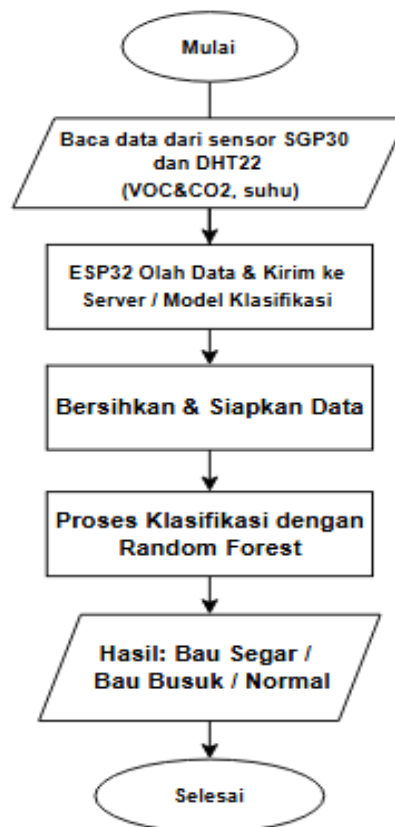 Mulai
Baca data dari sensor SGP30
dan DHT22
(VOC&CO2, suhu)
ESP32 Olah Data & Kirim ke
Server / Model Klasifikasi
Bersihkan & Siapkan Data
Proses Klasifikasi dengan
Random Forest
Hasil: Bau Segar /
Bau Busuk / Normal
Selesai